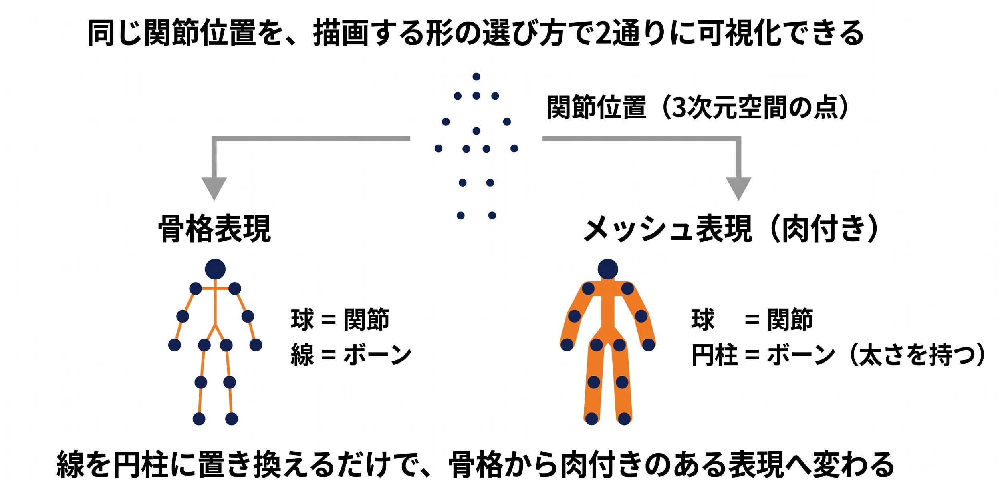 同じ関節位置を、描画する形の選び方で2通りに可視化できる
関節位置（3次元空間の点）
骨格表現
メッシュ表現（肉付き）
球 = 関節
線 = ボーン
球　 = 関節
円柱 = ボーン（太さを持つ）
線を円柱に置き換えるだけで、骨格から肉付きのある表現へ変わる